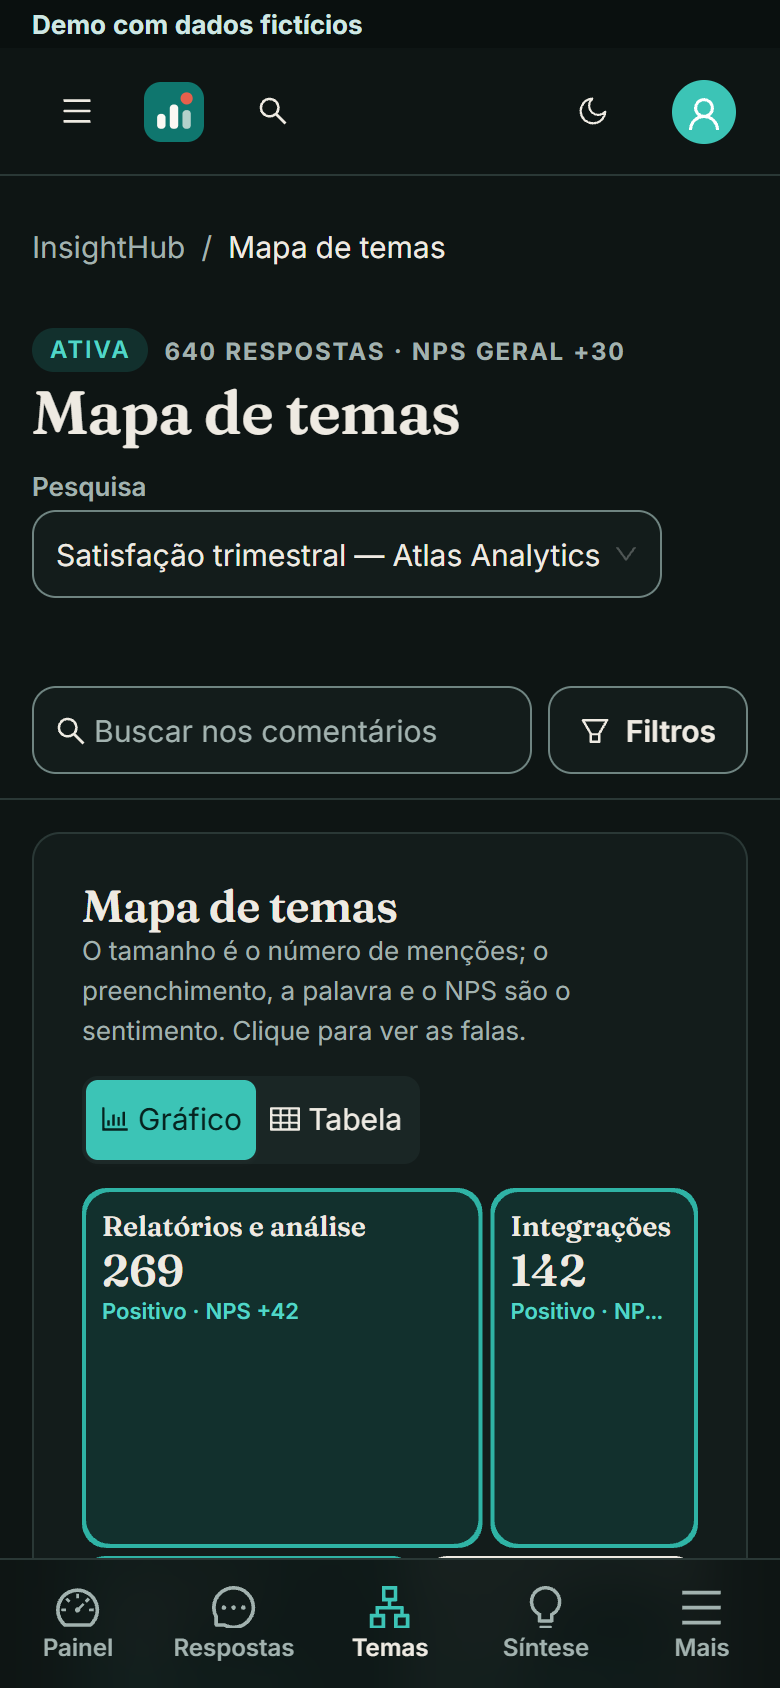 Demo com dados fictícios
InsightHub / Mapa de temas
ATIVA 640 RESPOSTAS · NPS GERAL +30
Mapa de temas
Pesquisa
Satisfação trimestral — Atlas Analytics
Buscar nos comentários
Filtros
Mapa de temas
O tamanho é o número de menções; o
preenchimento, a palavra e o NPS são o
sentimento. Clique para ver as falas.
Gráfico Tabela
Relatórios e análise
269
Positivo · NPS +42
Integrações
142
Positivo · NP...
Painel Respostas Temas Síntese Mais